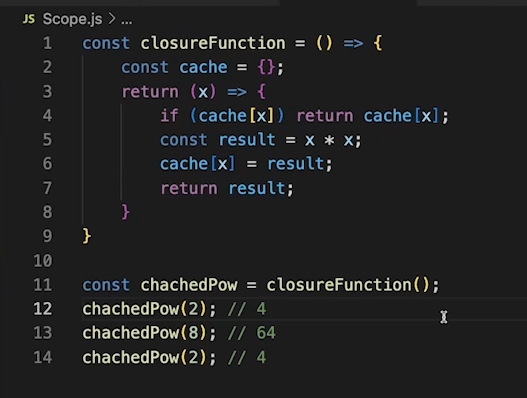 JS Scope.js > ...
1 const closureFunction = () => {
2 const cache = {};
3 return (x) => {
4 if (cache[x]) return cache[x];
5 const result = x * x;
6 cache[x] = result;
7 return result;
8 }
9 }
10
11 const chachedPow = closureFunction();
12 chachedPow(2); // 4
13 chachedPow(8); // 64
14 chachedPow(2); // 4